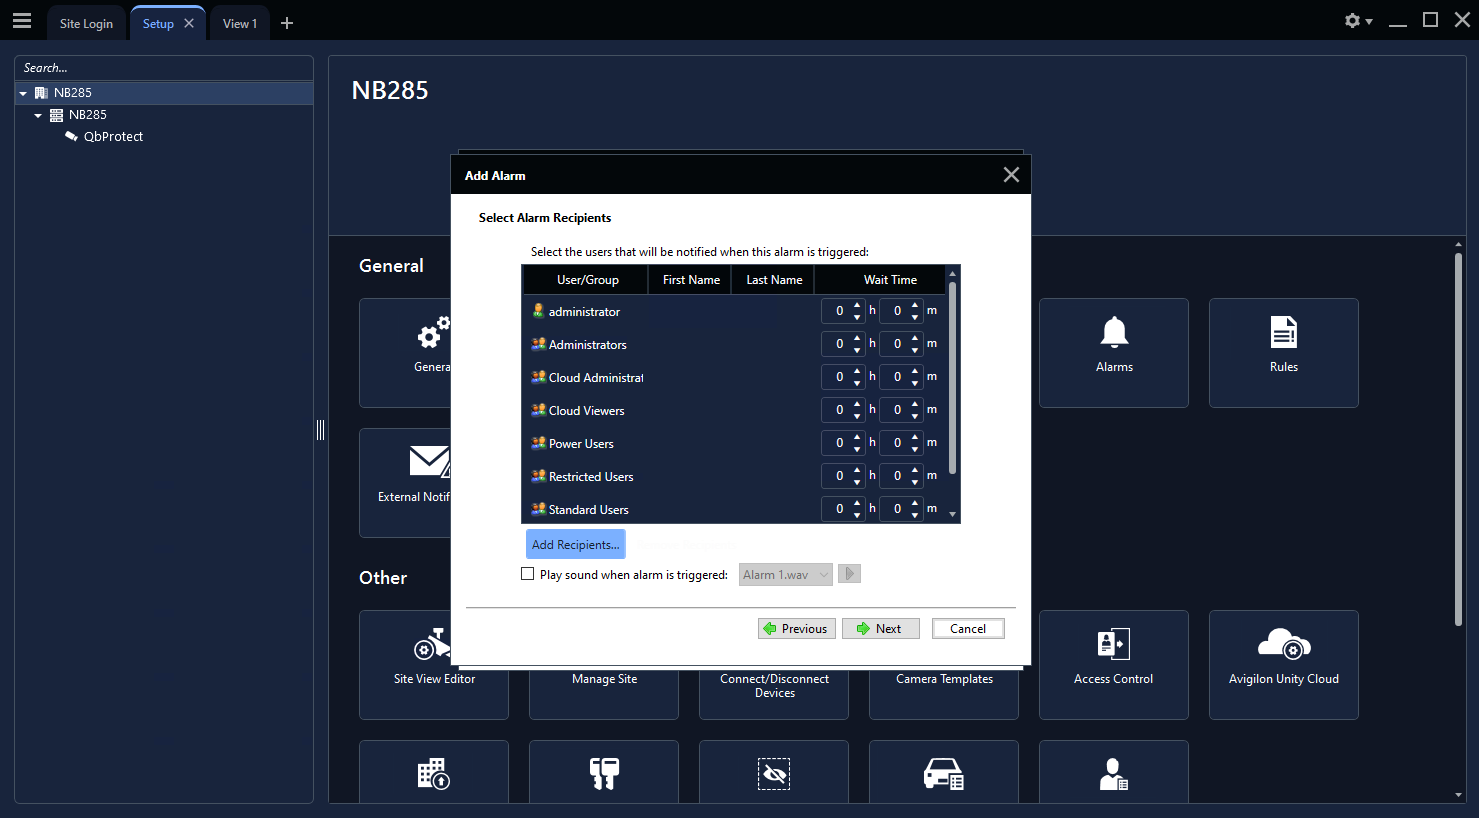 Site Login
Setup
View 1
Search...
NB285
NB285
QbProtect
NB285
General
Genera
Alarms
Rules
External Notif
Other
Site View Editor
Manage Site
Connect/Disconnect
Devices
Camera Templates
Access Control
Avigilon Unity Cloud
Add Alarm
Select Alarm Recipients
Select the users that will be notified when this alarm is triggered:
User/Group First Name Last Name Wait Time
administrator 0 h 0 m
Administrators 0 h 0 m
Cloud Administrat 0 h 0 m
Cloud Viewers 0 h 0 m
Power Users 0 h 0 m
Restricted Users 0 h 0 m
Standard Users 0 h 0 m
Add Recipients...
Play sound when alarm is triggered: Alarm 1.wav
Previous Next Cancel